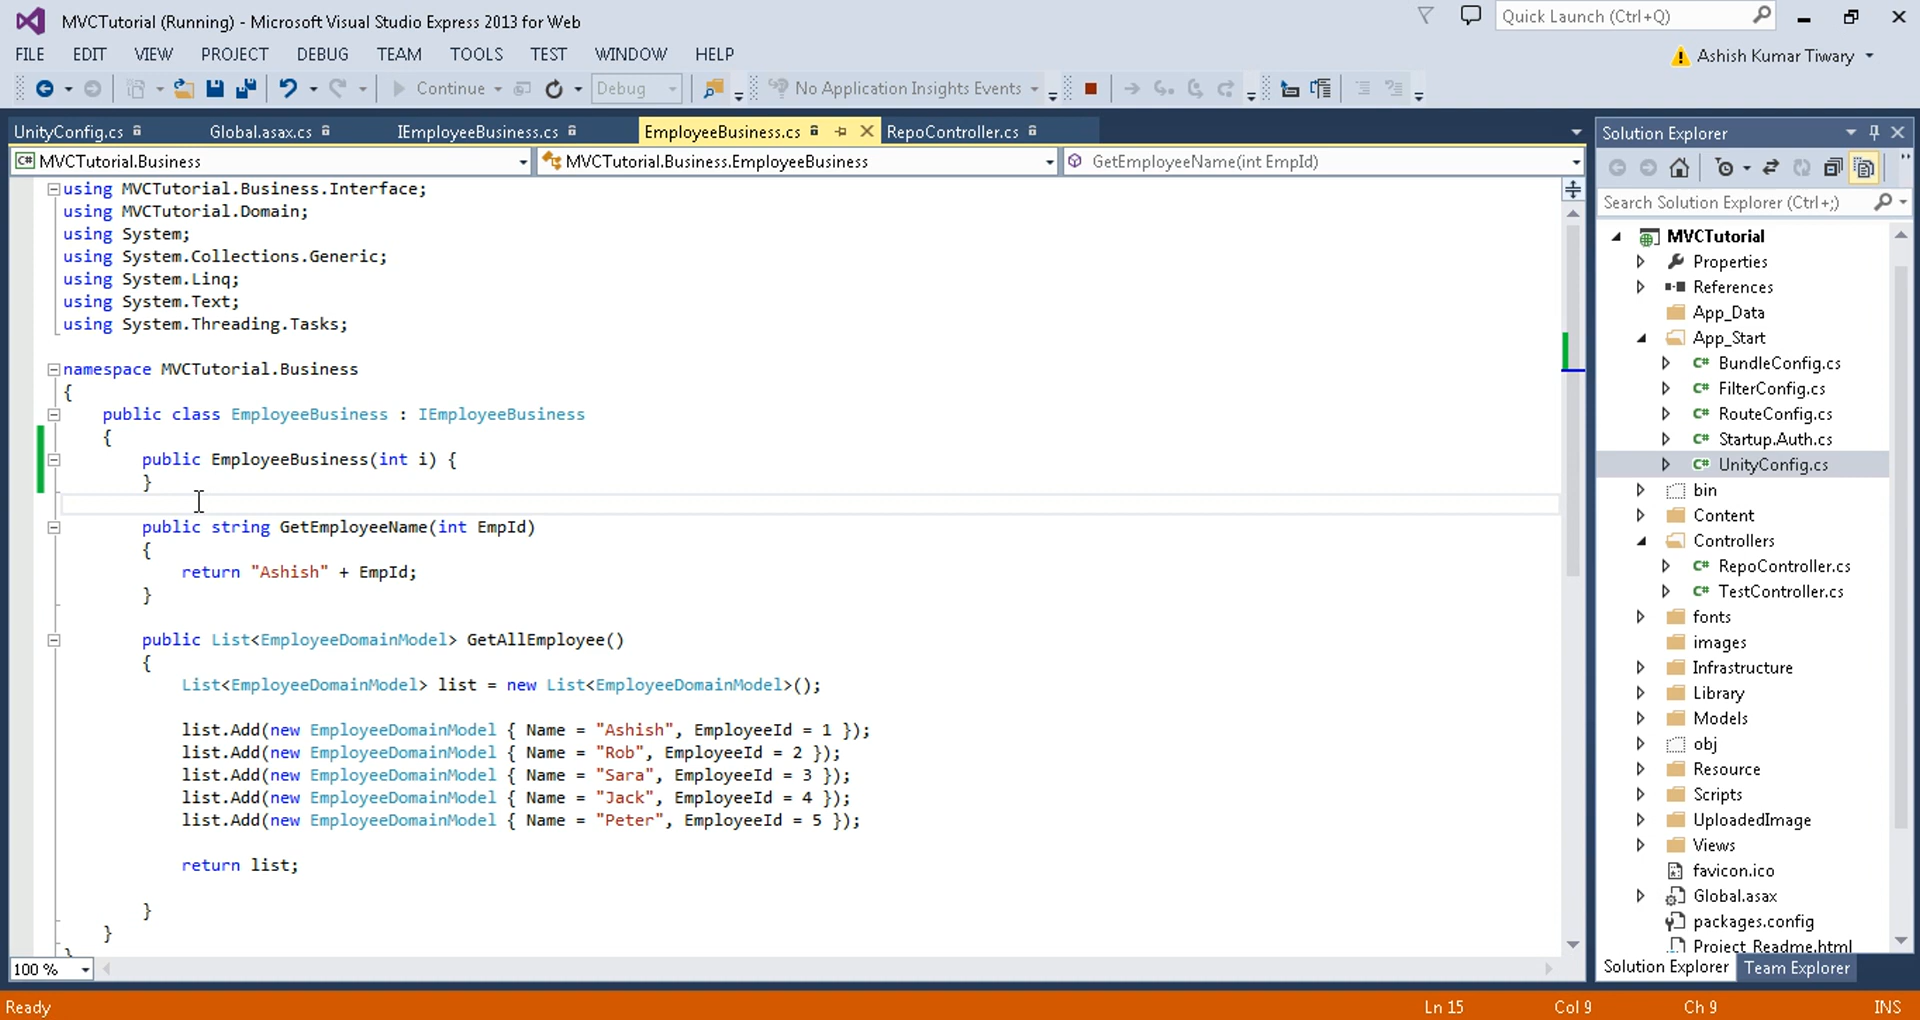 MVCTutorial (Running) - Microsoft Visual Studio Express 2013 for Web
Quick Launch (Ctrl+Q)
FILE EDIT VIEW PROJECT DEBUG TEAM TOOLS TEST WINDOW HELP
Ashish Kumar Tiwary
Continue
Debug
No Application Insights Events
UnityConfig.cs Global.asax.cs IEmployeeBusiness.cs EmployeeBusiness.cs RepoController.cs
MVCTutorial.Business MVCTutorial.Business.EmployeeBusiness GetEmployeeName(int EmpId)
using MVCTutorial.Business.Interface;
using MVCTutorial.Domain;
using System;
using System.Collections.Generic;
using System.Linq;
using System.Text;
using System.Threading.Tasks;
namespace MVCTutorial.Business
{
public class EmployeeBusiness : IEmployeeBusiness
{
public EmployeeBusiness(int i) {
}
public string GetEmployeeName(int EmpId)
{
return "Ashish" + EmpId;
}
public List<EmployeeDomainModel> GetAllEmployee()
{
List<EmployeeDomainModel> list = new List<EmployeeDomainModel>();
list.Add(new EmployeeDomainModel { Name = "Ashish", EmployeeId = 1 });
list.Add(new EmployeeDomainModel { Name = "Rob", EmployeeId = 2 });
list.Add(new EmployeeDomainModel { Name = "Sara", EmployeeId = 3 });
list.Add(new EmployeeDomainModel { Name = "Jack", EmployeeId = 4 });
list.Add(new EmployeeDomainModel { Name = "Peter", EmployeeId = 5 });
return list;
}
}
}
100 %
Solution Explorer
Search Solution Explorer (Ctrl+;)
MVCTutorial
Properties
References
App_Data
App_Start
C# BundleConfig.cs
C# FilterConfig.cs
C# RouteConfig.cs
C# Startup.Auth.cs
C# UnityConfig.cs
bin
Content
Controllers
C# RepoController.cs
C# TestController.cs
fonts
images
Infrastructure
Library
Models
obj
Resource
Scripts
UploadedImage
Views
favicon.ico
Global.asax
packages.config
Project_Readme.html
Solution Explorer Team Explorer
Ready Ln 15 Col 9 Ch 9 INS